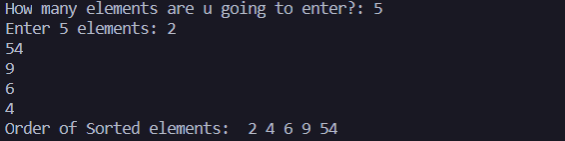 How many elements are u going to enter?: 5
Enter 5 elements: 2
54
9
6
4
Order of Sorted elements:  2 4 6 9 54